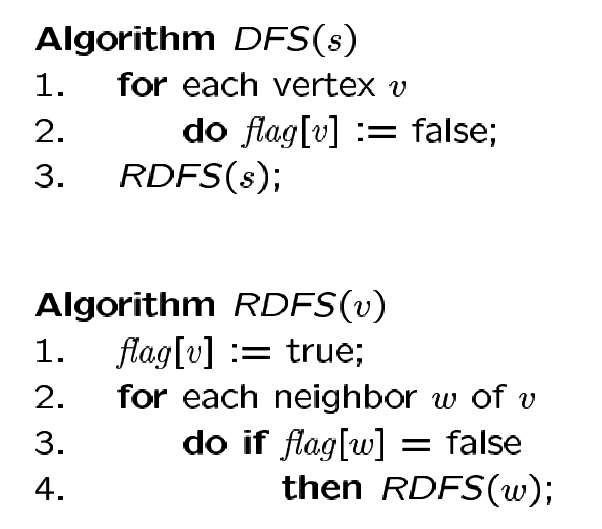 Algorithm DFS(s)
1. for each vertex v
2. do flag[v] := false;
3. RDFS(s);
Algorithm RDFS(v)
1. flag[v] := true;
2. for each neighbor w of v
3. do if flag[w] = false
4. then RDFS(w);